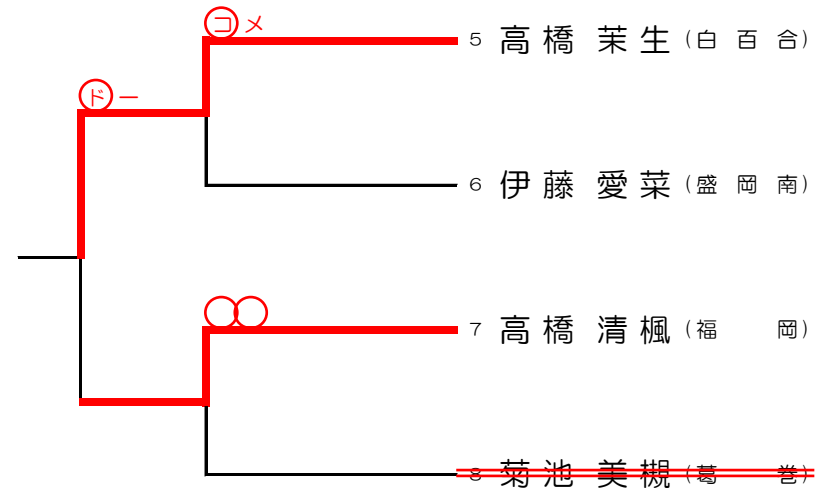 コメ
5 高橋 茉生 (白百合)
ドー
6 伊藤 愛菜 (盛岡南)
○○
7 高橋 清楓 (福岡)
8 菊池 美槻 (葛巻)